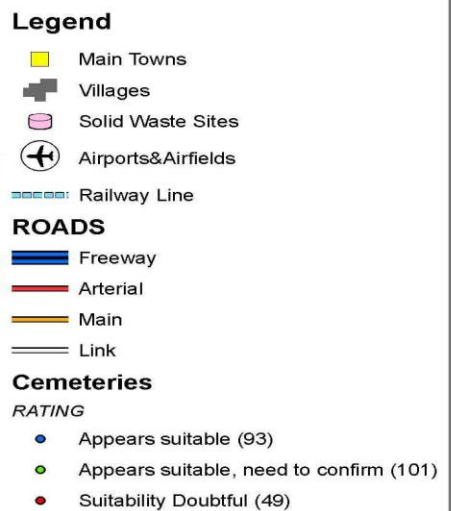 Legend
Main Towns
Villages
Solid Waste Sites
Airports&Airfields
Railway Line
ROADS
Freeway
Arterial
Main
Link
Cemeteries
RATING
Appears suitable (93)
Appears suitable, need to confirm (101)
Suitability Doubtful (49)